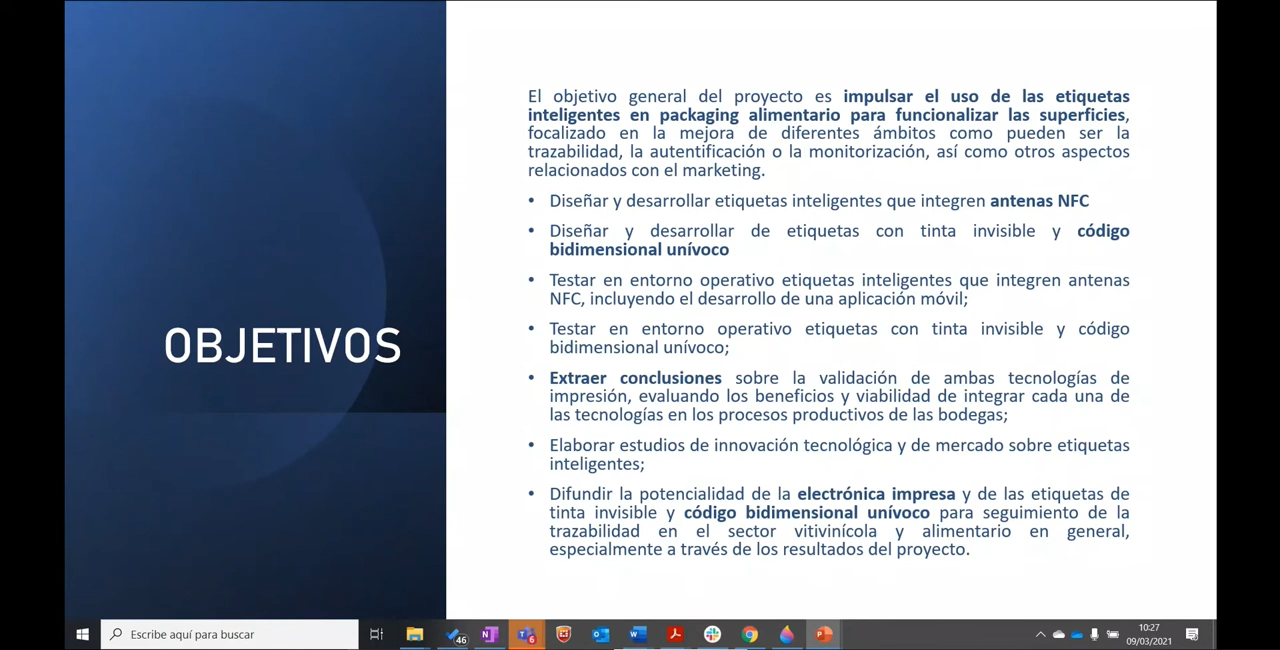 OBJETIVOS
El objetivo general del proyecto es impulsar el uso de las etiquetas
inteligentes en packaging alimentario para funcionalizar las superficies,
focalizado en la mejora de diferentes ámbitos como pueden ser la
trazabilidad, la autentificación o la monitorización, así como otros aspectos
relacionados con el marketing.
• Diseñar y desarrollar etiquetas inteligentes que integren antenas NFC
• Diseñar y desarrollar de etiquetas con tinta invisible y código
bidimensional unívoco
• Testar en entorno operativo etiquetas inteligentes que integren antenas
NFC, incluyendo el desarrollo de una aplicación móvil;
• Testar en entorno operativo etiquetas con tinta invisible y código
bidimensional unívoco;
• Extraer conclusiones sobre la validación de ambas tecnologías de
impresión, evaluando los beneficios y viabilidad de integrar cada una de
las tecnologías en los procesos productivos de las bodegas;
• Elaborar estudios de innovación tecnológica y de mercado sobre etiquetas
inteligentes;
• Difundir la potencialidad de la electrónica impresa y de las etiquetas de
tinta invisible y código bidimensional unívoco para seguimiento de la
trazabilidad en el sector vitivinícola y alimentario en general,
especialmente a través de los resultados del proyecto.
Escribe aquí para buscar
46
6
10:27
09/03/2021